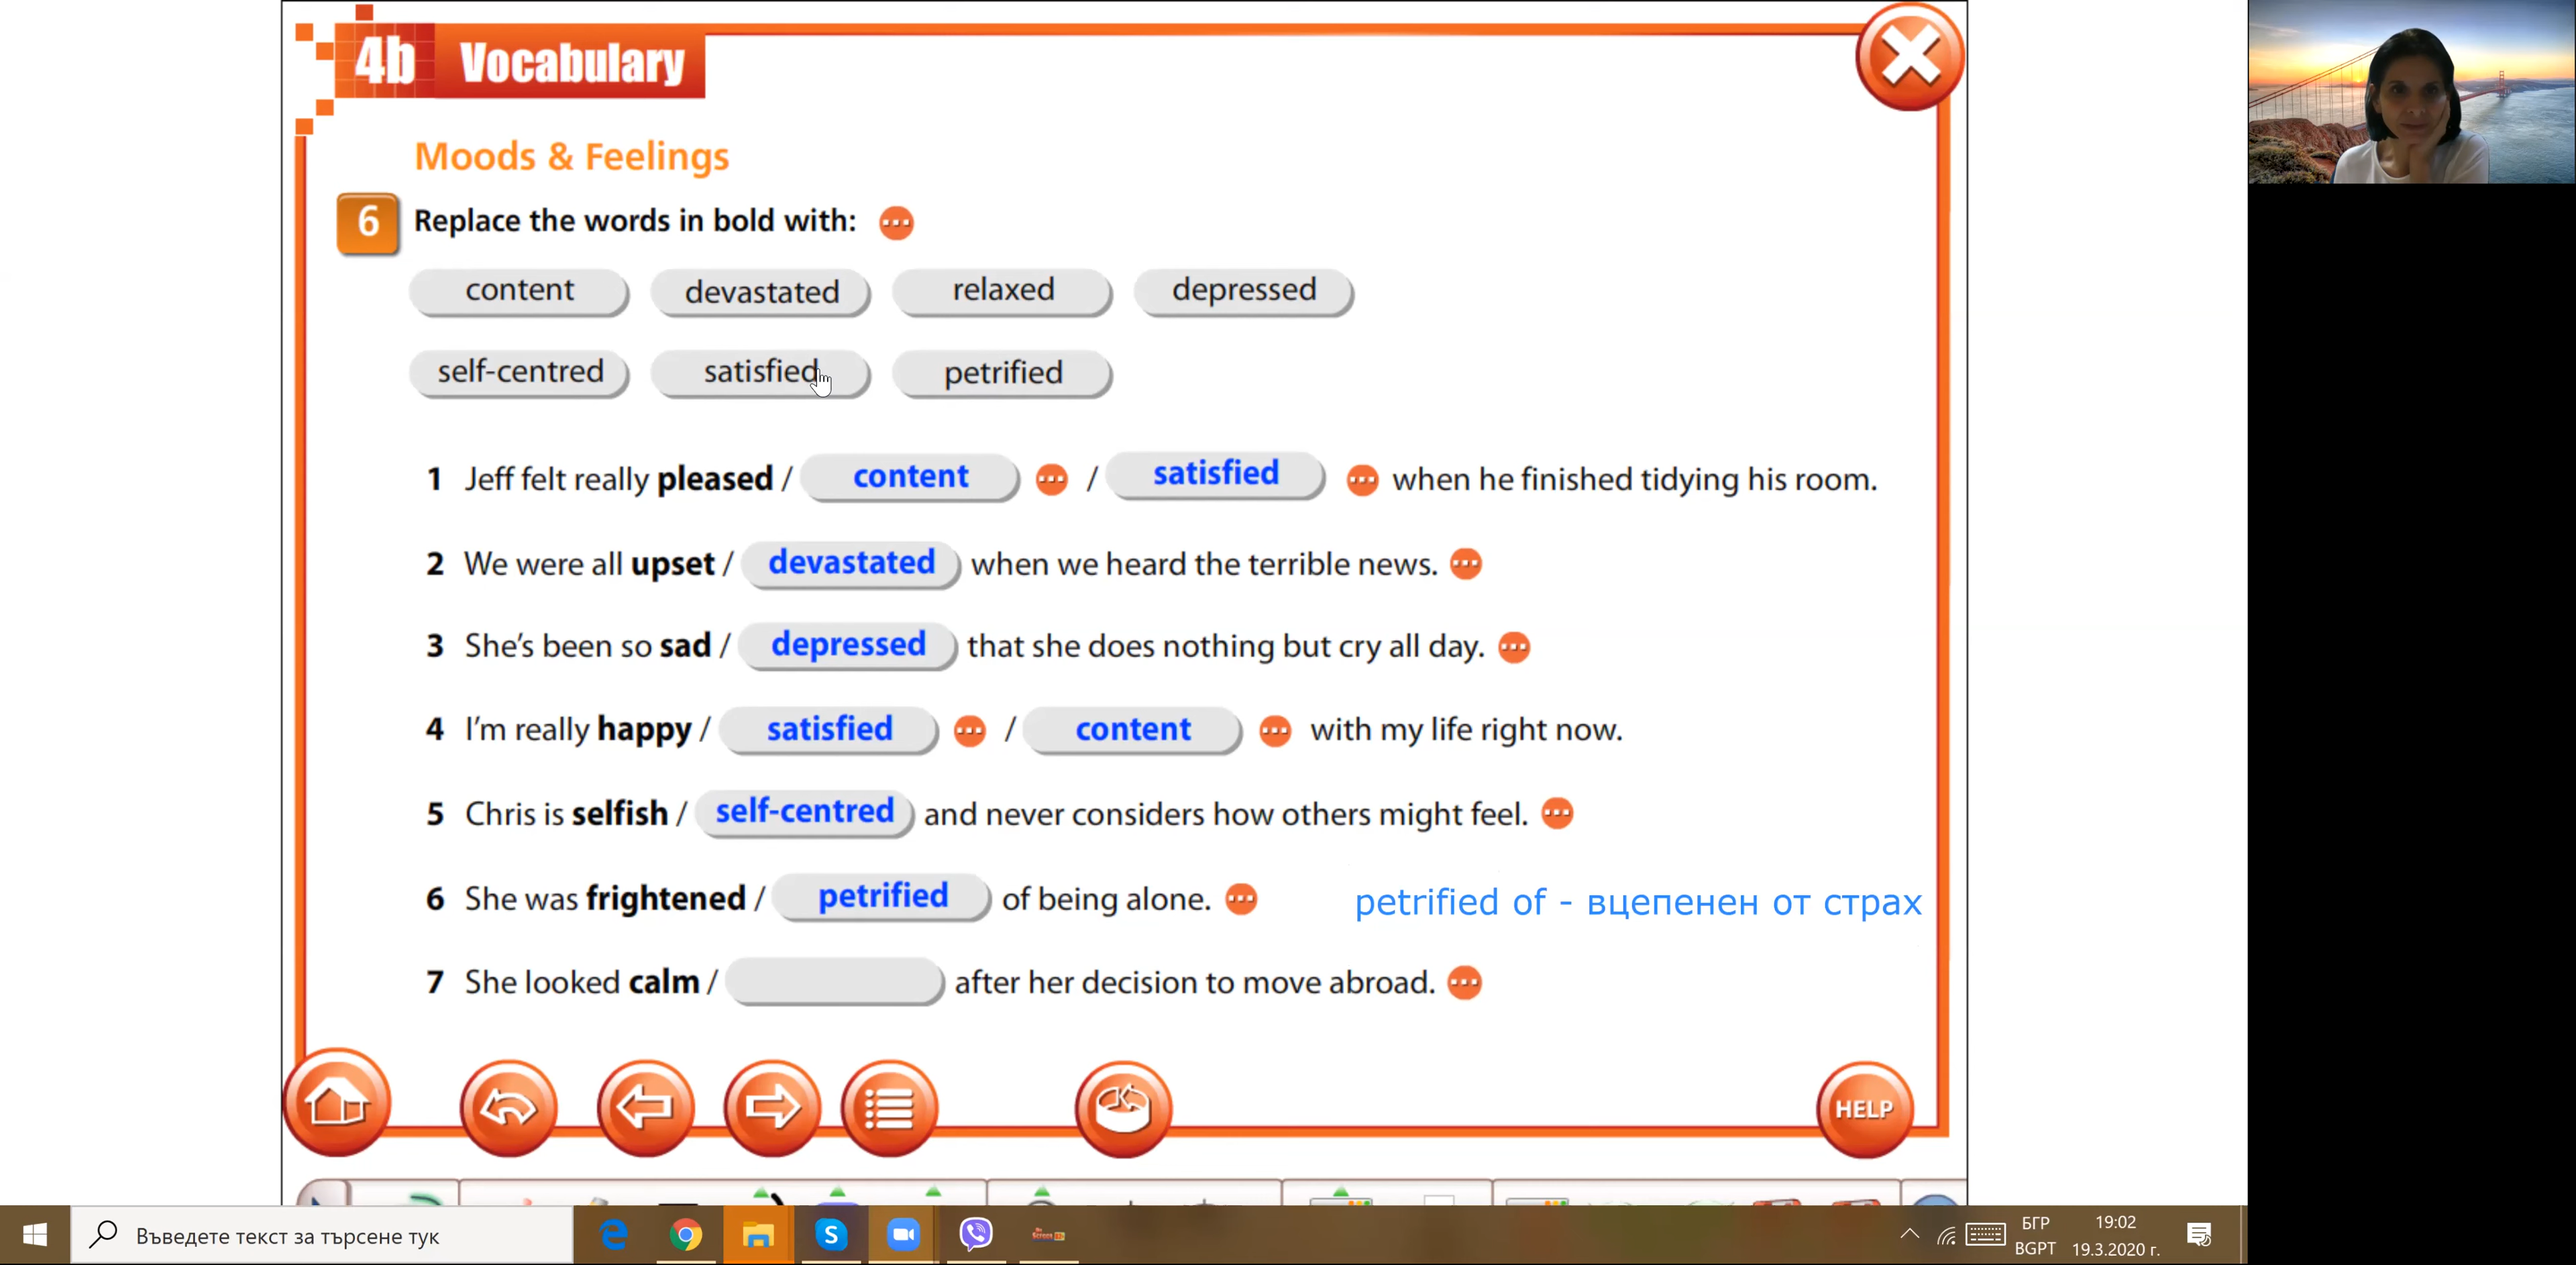 4b Vocabulary
Moods & Feelings
6 Replace the words in bold with:
content devastated relaxed depressed
self-centred satisfied petrified
1 Jeff felt really pleased / content / satisfied when he finished tidying his room.
2 We were all upset / devastated when we heard the terrible news.
3 She's been so sad / depressed that she does nothing but cry all day.
4 I'm really happy / satisfied / content with my life right now.
5 Chris is selfish / self-centred and never considers how others might feel.
6 She was frightened / petrified of being alone. petrified of - вцепенен от страх
7 She looked calm / after her decision to move abroad.
HELP
Въведете текст за търсене тук
БГР 19:02
BGPT 19.3.2020 г.